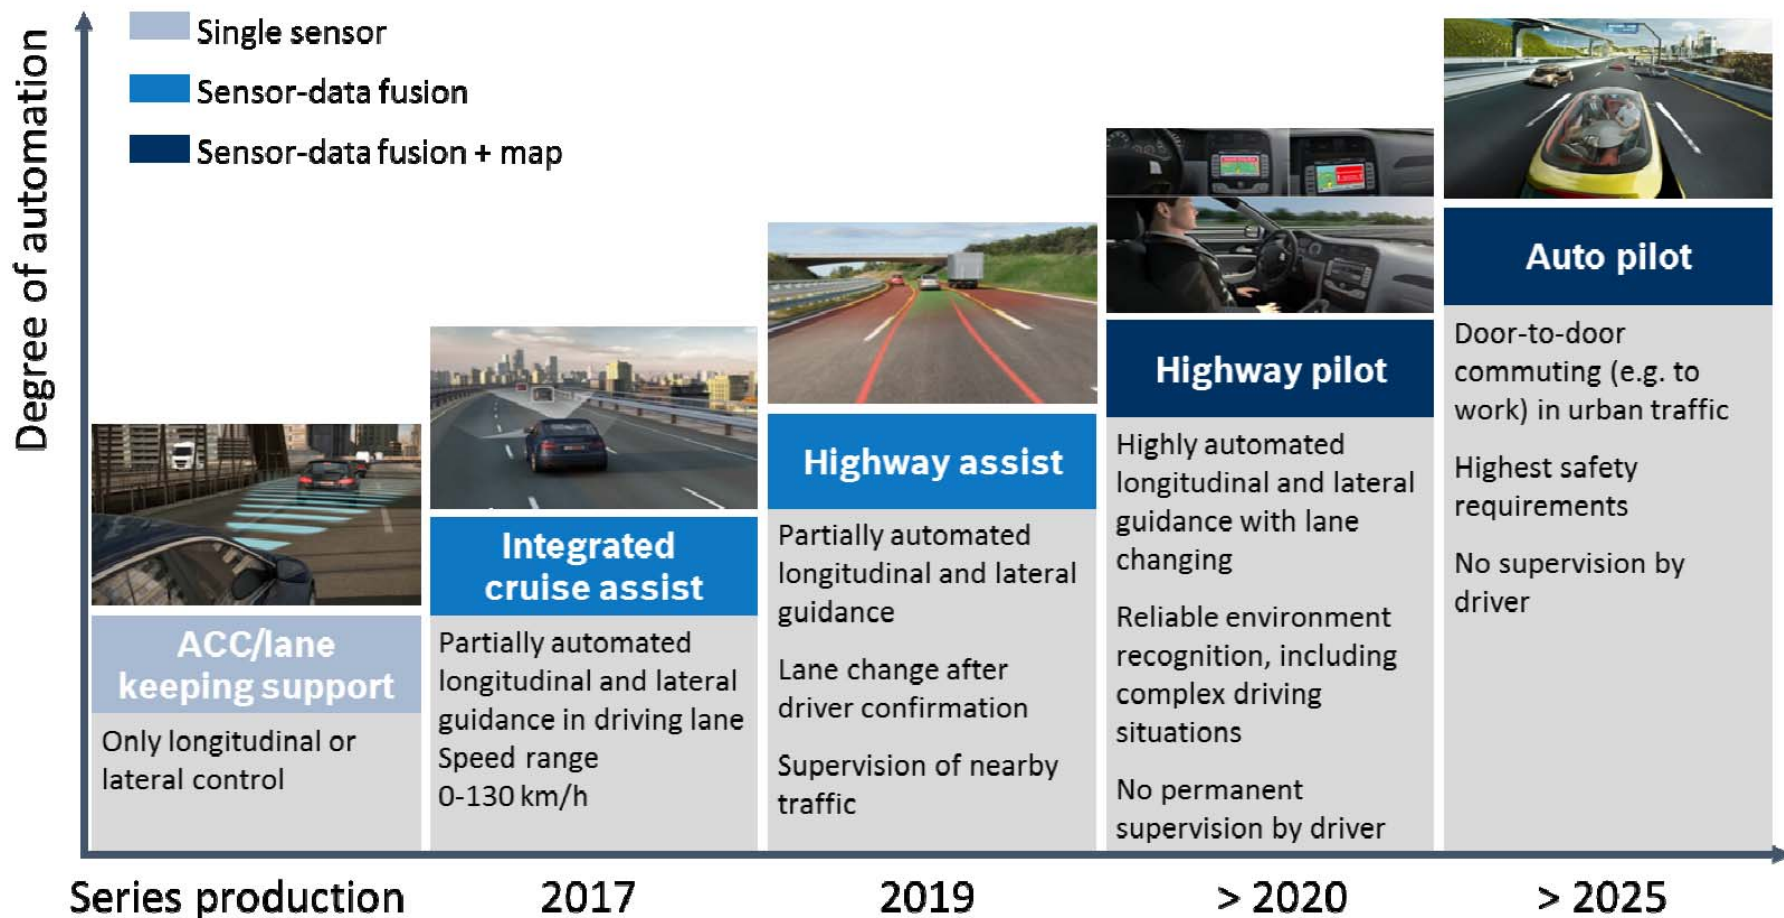 Degree of automation
Single sensor
Sensor-data fusion
Sensor-data fusion + map
ACC/lane
keeping support
Only longitudinal or
lateral control
Integrated
cruise assist
Partially automated
longitudinal and lateral
guidance in driving lane
Speed range
0-130 km/h
Highway assist
Partially automated
longitudinal and lateral
guidance
Lane change after
driver confirmation
Supervision of nearby
traffic
Highway pilot
Highly automated
longitudinal and lateral
guidance with lane
changing
Reliable environment
recognition, including
complex driving
situations
No permanent
supervision by driver
Auto pilot
Door-to-door
commuting (e.g. to
work) in urban traffic
Highest safety
requirements
No supervision by
driver
Series production
2017
2019
> 2020
> 2025